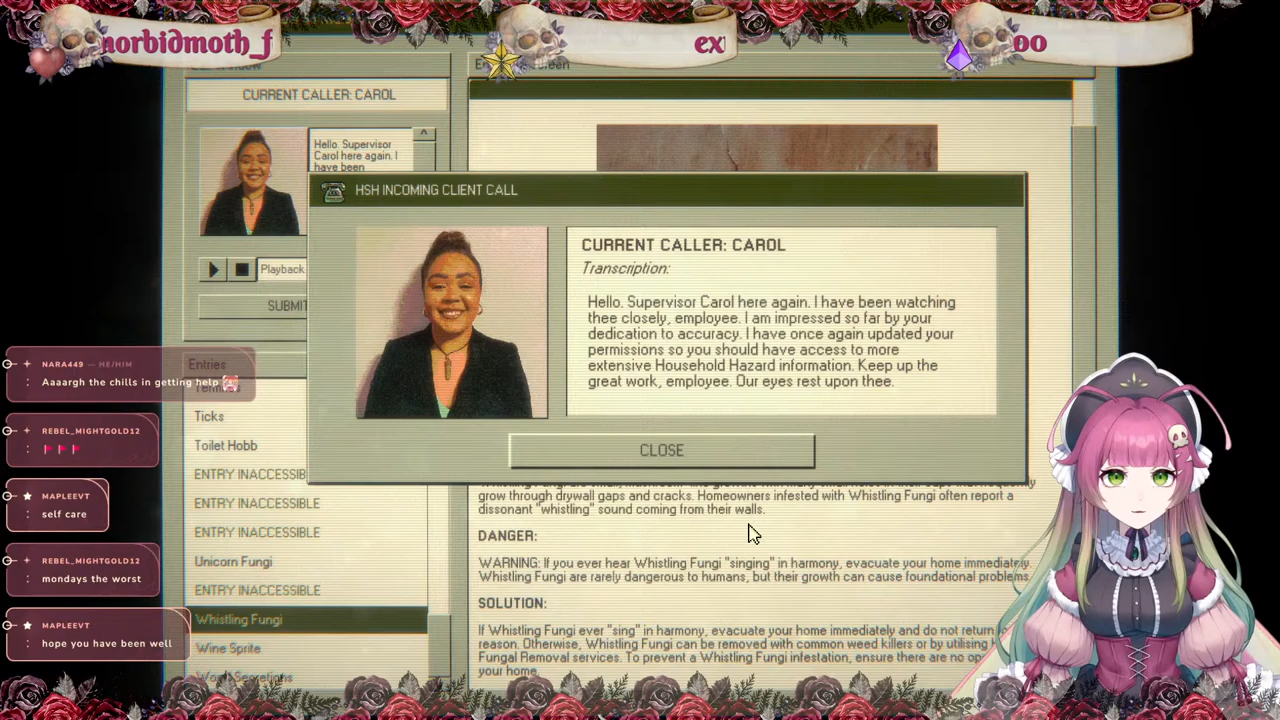 norbidmoth_f
ex
00
CURRENT CALLER: CAROL
Hello. Supervisor
Carol here again. I
have been
Playback
SUBMIT
HSH INCOMING CLIENT CALL
CURRENT CALLER: CAROL
Transcription:
Hello. Supervisor Carol here again. I have been watching
thee closely, employee. I am impressed so far by your
dedication to accuracy. I have once again updated your
permissions so you should have access to more
extensive Household Hazard information. Keep up the
great work, employee. Our eyes rest upon thee.
CLOSE
Entries
Termites
Ticks
Toilet Hobb
ENTRY INACCESSIB
ENTRY INACCESSIBLE
ENTRY INACCESSIBLE
Unicorn Fungi
ENTRY INACCESSIBLE
Whistling Fungi
Wine Sprite
grow through drywall gaps and cracks. Homeowners infested with Whistling Fungi often report a
dissonant "whistling" sound coming from their walls.
DANGER:
WARNING: If you ever hear Whistling Fungi "singing" in harmony, evacuate your home immediately.
Whistling Fungi are rarely dangerous to humans, but their growth can cause foundational problems.
SOLUTION:
If Whistling Fungi ever "sing" in harmony, evacuate your home immediately and do not return
reason. Otherwise, Whistling Fungi can be removed with common weed killers or by utilising
Fungal Removal services. To prevent a Whistling Fungi infestation, ensure there are no op
your home.
NARA449 — HE/HIM
: Aaaargh the chills in getting help
REBEL_MIGHTGOLD12
:
MAPLEEVT
: self care
REBEL_MIGHTGOLD12
: mondays the worst
MAPLEEVT
: hope you have been well